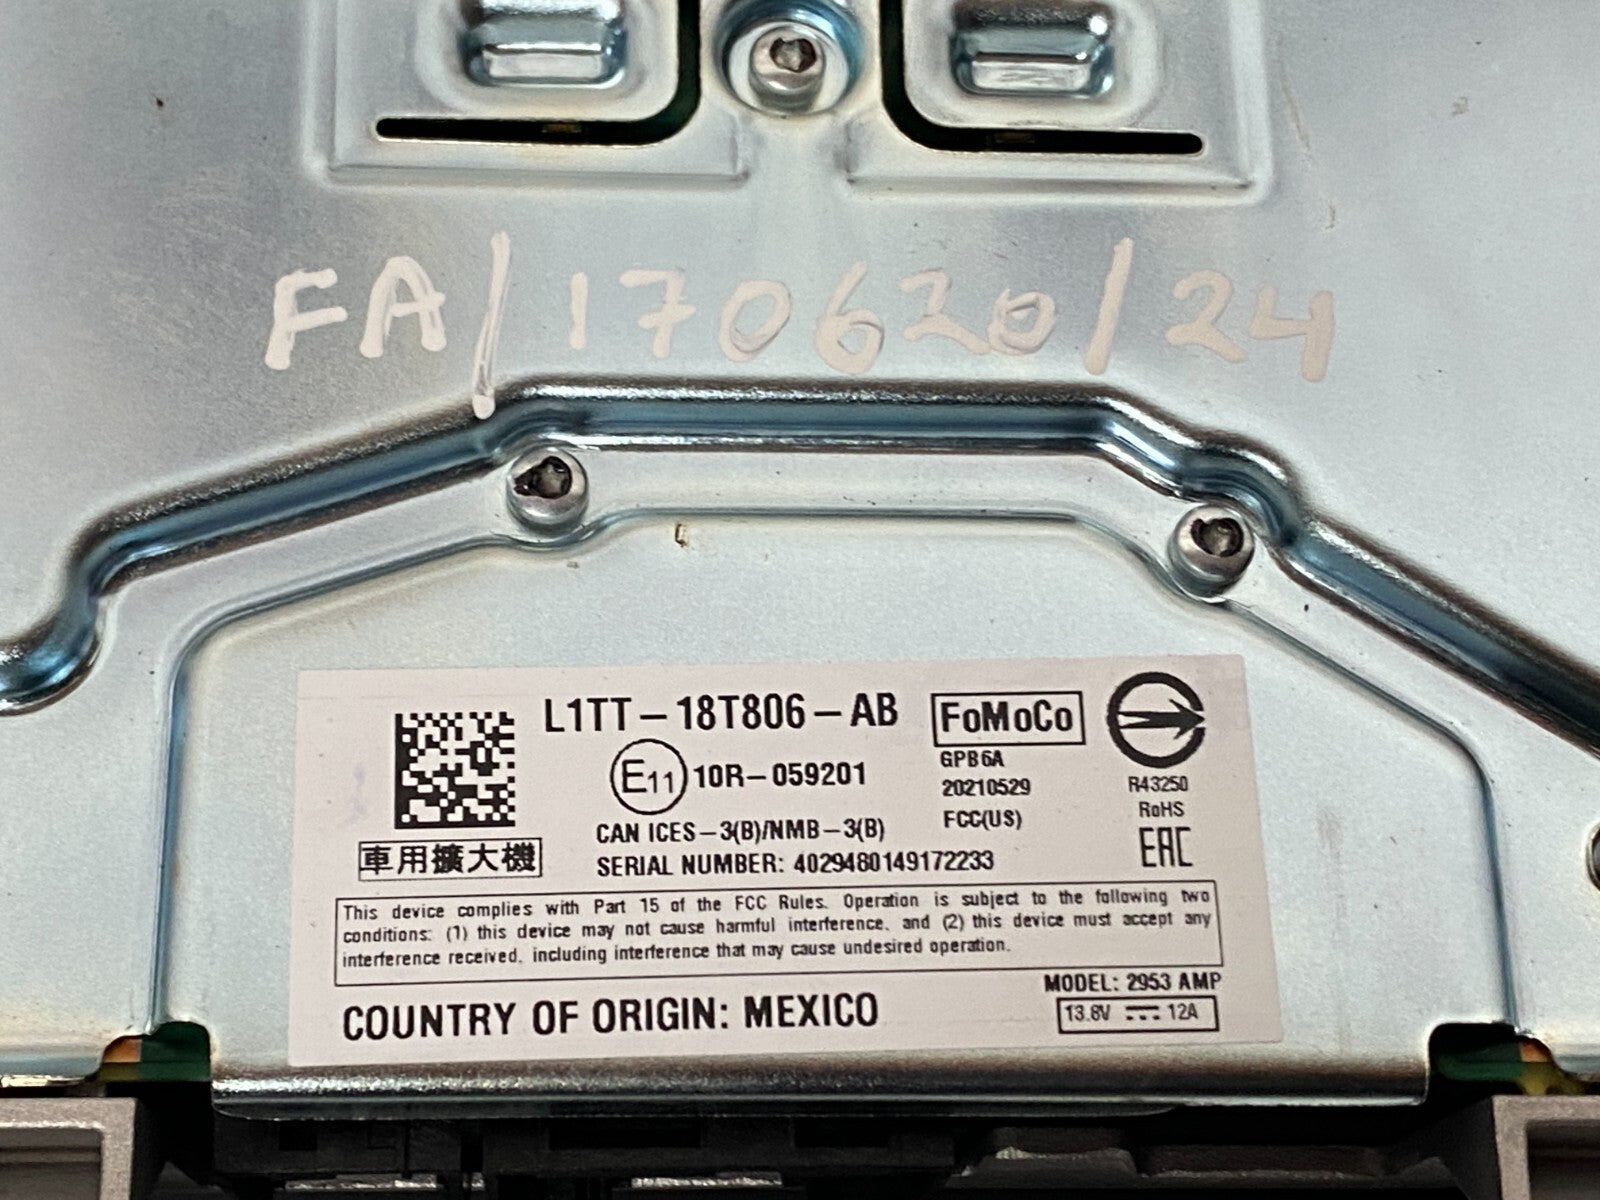 FA/170620/24
L1TT-18T806-AB
FoMoCo
E11 10R-059201
GPB6A
20210529
FCC(US)
R43250
RoHS
EAC
CAN ICES-3(B)/NMB-3(B)
車用擴大機
SERIAL NUMBER: 4029480149172233
This device complies with Part 15 of the FCC Rules. Operation is subject to the following two
conditions: (1) this device may not cause harmful interference, and (2) this device must accept any
interference received, including interference that may cause undesired operation.
COUNTRY OF ORIGIN: MEXICO
MODEL: 2953 AMP
13.8V 12A